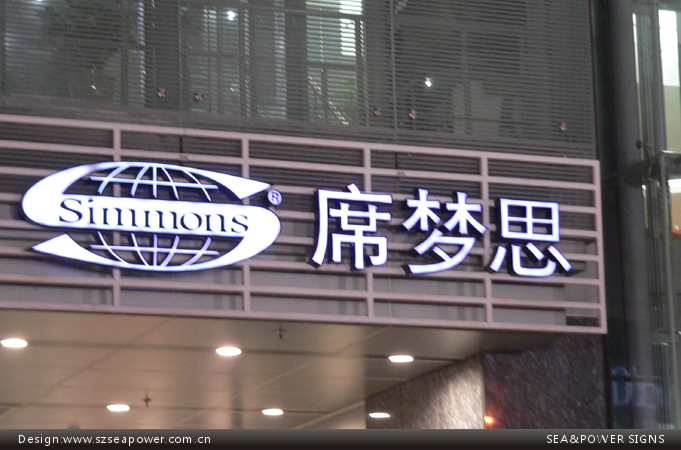 Simmons® 席梦思
Design:www.szseapower.com.cn SEA&POWER SIGNS